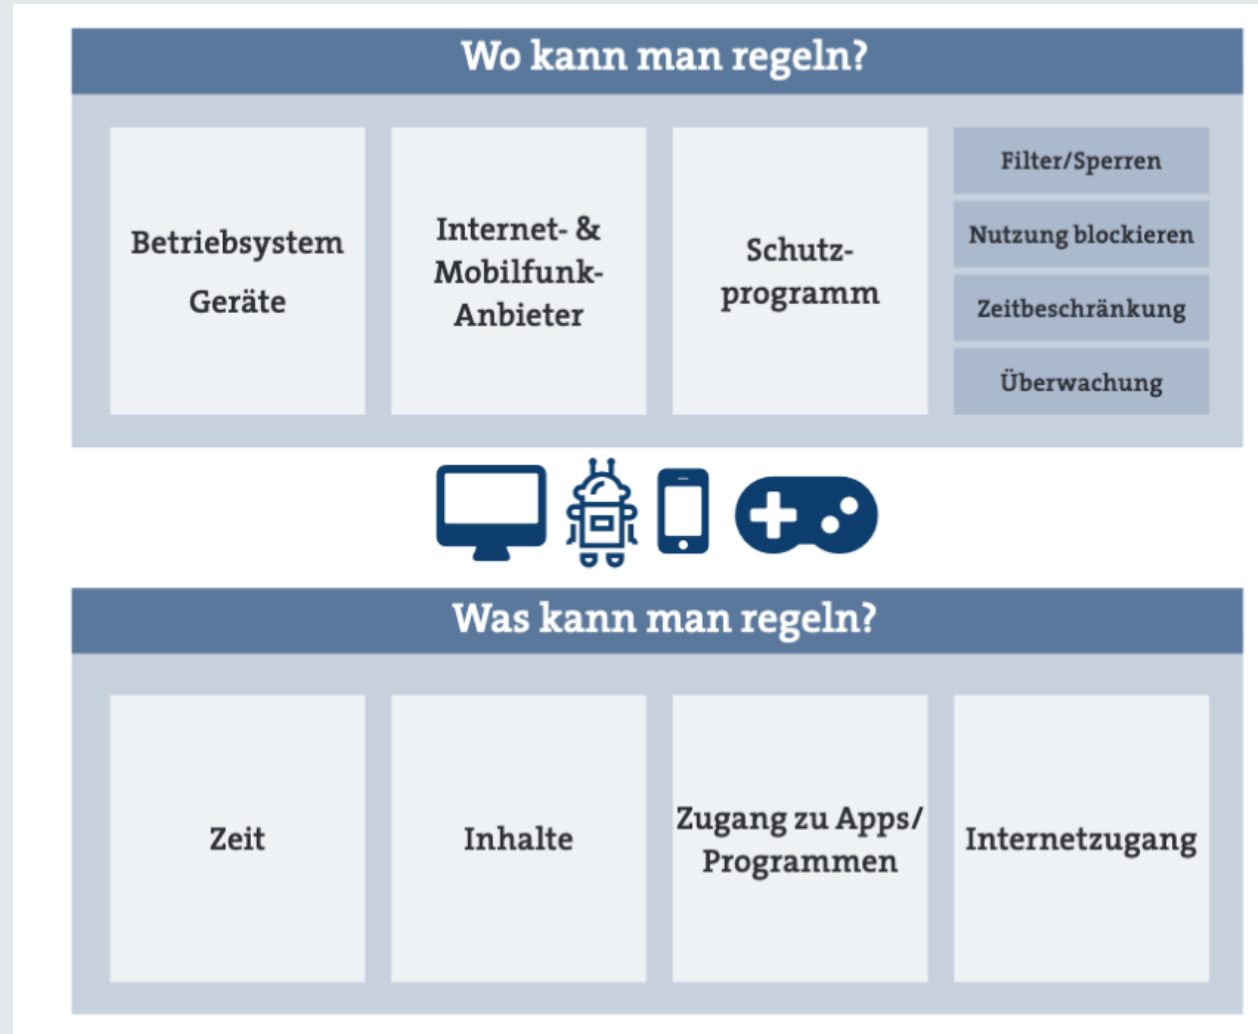 Wo kann man regeln?
Betriebsystem
Geräte
Internet- &
Mobilfunk-
Anbieter
Schutz-
programm
Filter/Sperren
Nutzung blockieren
Zeitbeschränkung
Überwachung
Was kann man regeln?
Zeit
Inhalte
Zugang zu Apps/
Programmen
Internetzugang